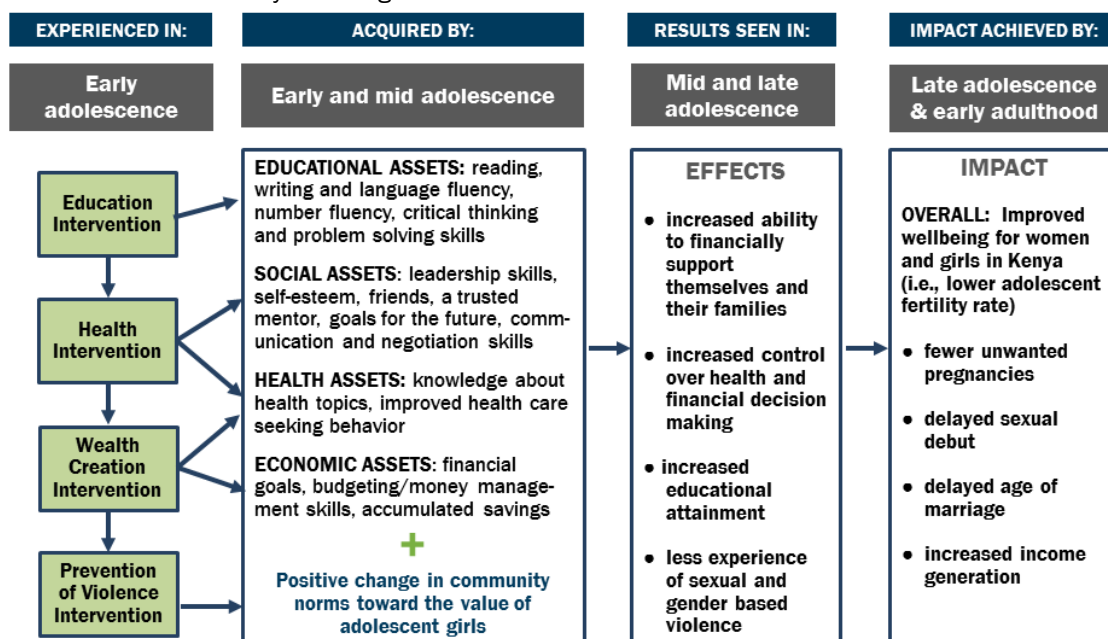 EXPERIENCED IN:
Early
adolescence
Education
Intervention
Health
Intervention
Wealth
Creation
Intervention
Prevention
of Violence
Intervention
ACQUIRED BY:
Early and mid adolescence
EDUCATIONAL ASSETS: reading,
writing and language fluency,
number fluency, critical thinking
and problem solving skills
SOCIAL ASSETS: leadership skills,
self-esteem, friends, a trusted
mentor, goals for the future, comm-
unication and negotiation skills
HEALTH ASSETS: knowledge about
health topics, improved health care
seeking behavior
ECONOMIC ASSETS: financial
goals, budgeting/money manage-
ment skills, accumulated savings
+
Positive change in community
norms toward the value of
adolescent girls
RESULTS SEEN IN:
Mid and late
adolescence
EFFECTS
• increased ability
to financially
support
themselves and
their families
• increased control
over health and
financial decision
making
• increased
educational
attainment
• less experience
of sexual and
gender based
violence
IMPACT ACHIEVED BY:
Late adolescence
& early adulthood
IMPACT
OVERALL: Improved
wellbeing for women
and girls in Kenya
(i.e., lower adolescent
fertility rate)
• fewer unwanted
pregnancies
• delayed sexual
debut
• delayed age of
marriage
• increased income
generation